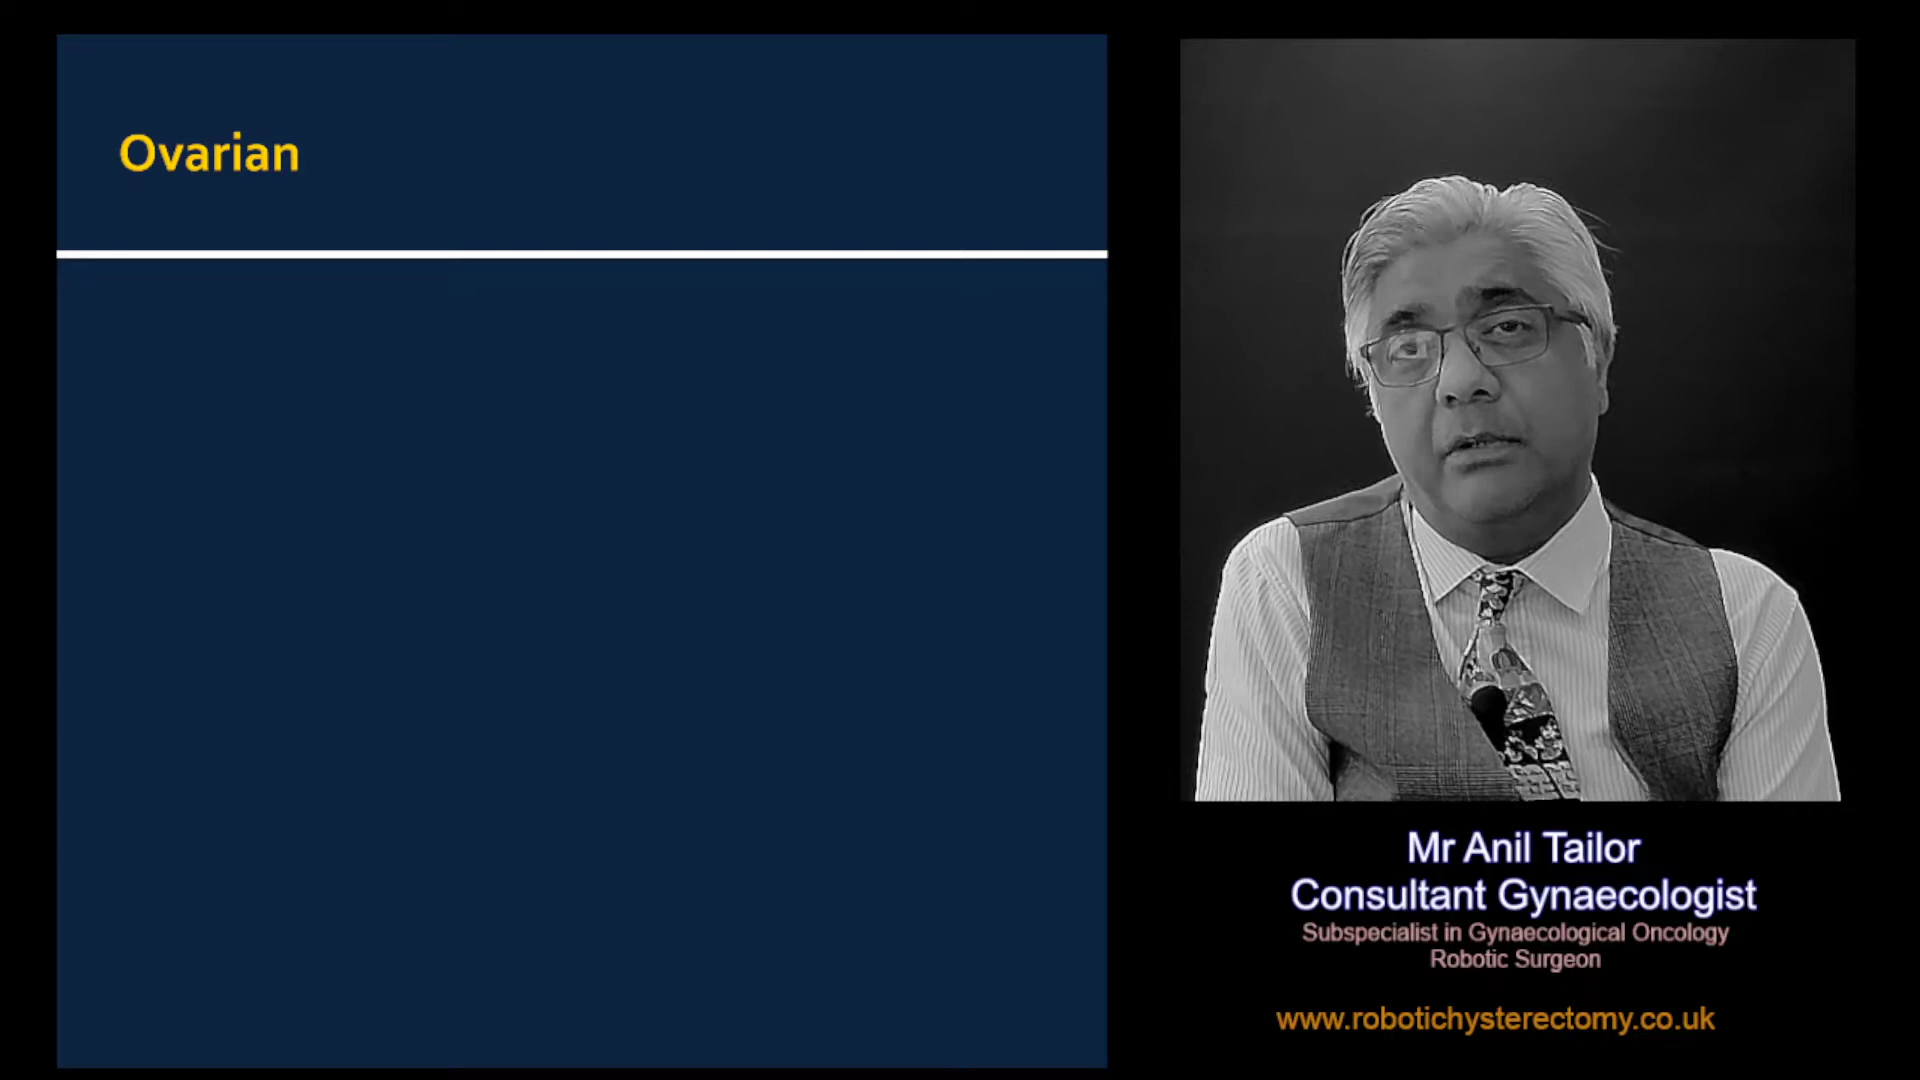 Ovarian
Mr Anil Tailor
Consultant Gynaecologist
Subspecialist in Gynaecological Oncology
Robotic Surgeon
www.robotichysterectomy.co.uk